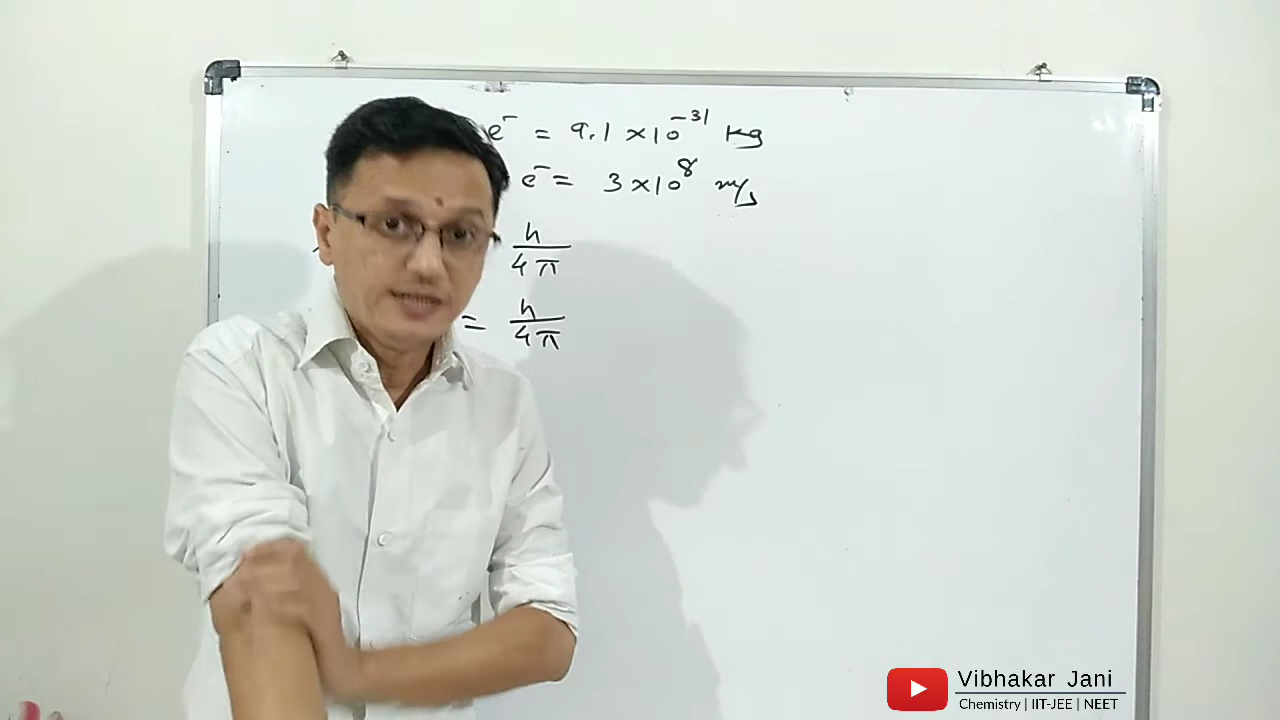 e⁻ = 9.1 × 10⁻³¹ kg
e⁻ = 3 × 10⁸ m/s
h
4π
= h
4π
Vibhakar Jani
Chemistry | IIT-JEE | NEET